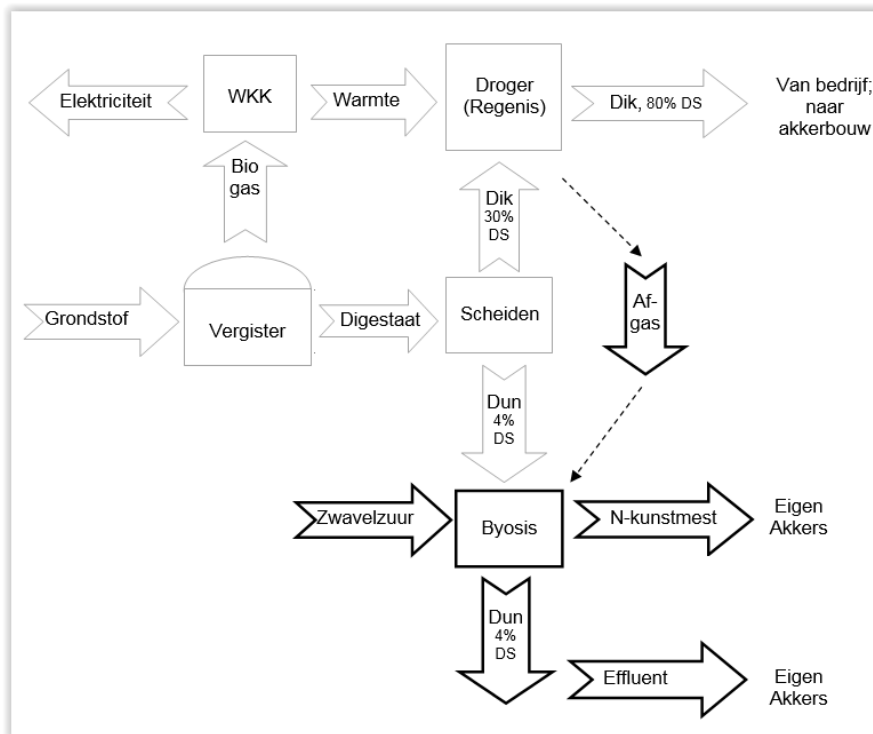 Elektriciteit
WKK
Warmte
Droger
(Regenis)
Dik, 80% DS
Van bedrijf;
naar
akkerbouw
Bio
gas
Dik
30%
DS
Grondstof
Vergister
Digestaat
Scheiden
Af-
gas
Dun
4%
DS
Zwavelzuur
Byosis
N-kunstmest
Eigen
Akkers
Dun
4%
DS
Effluent
Eigen
Akkers